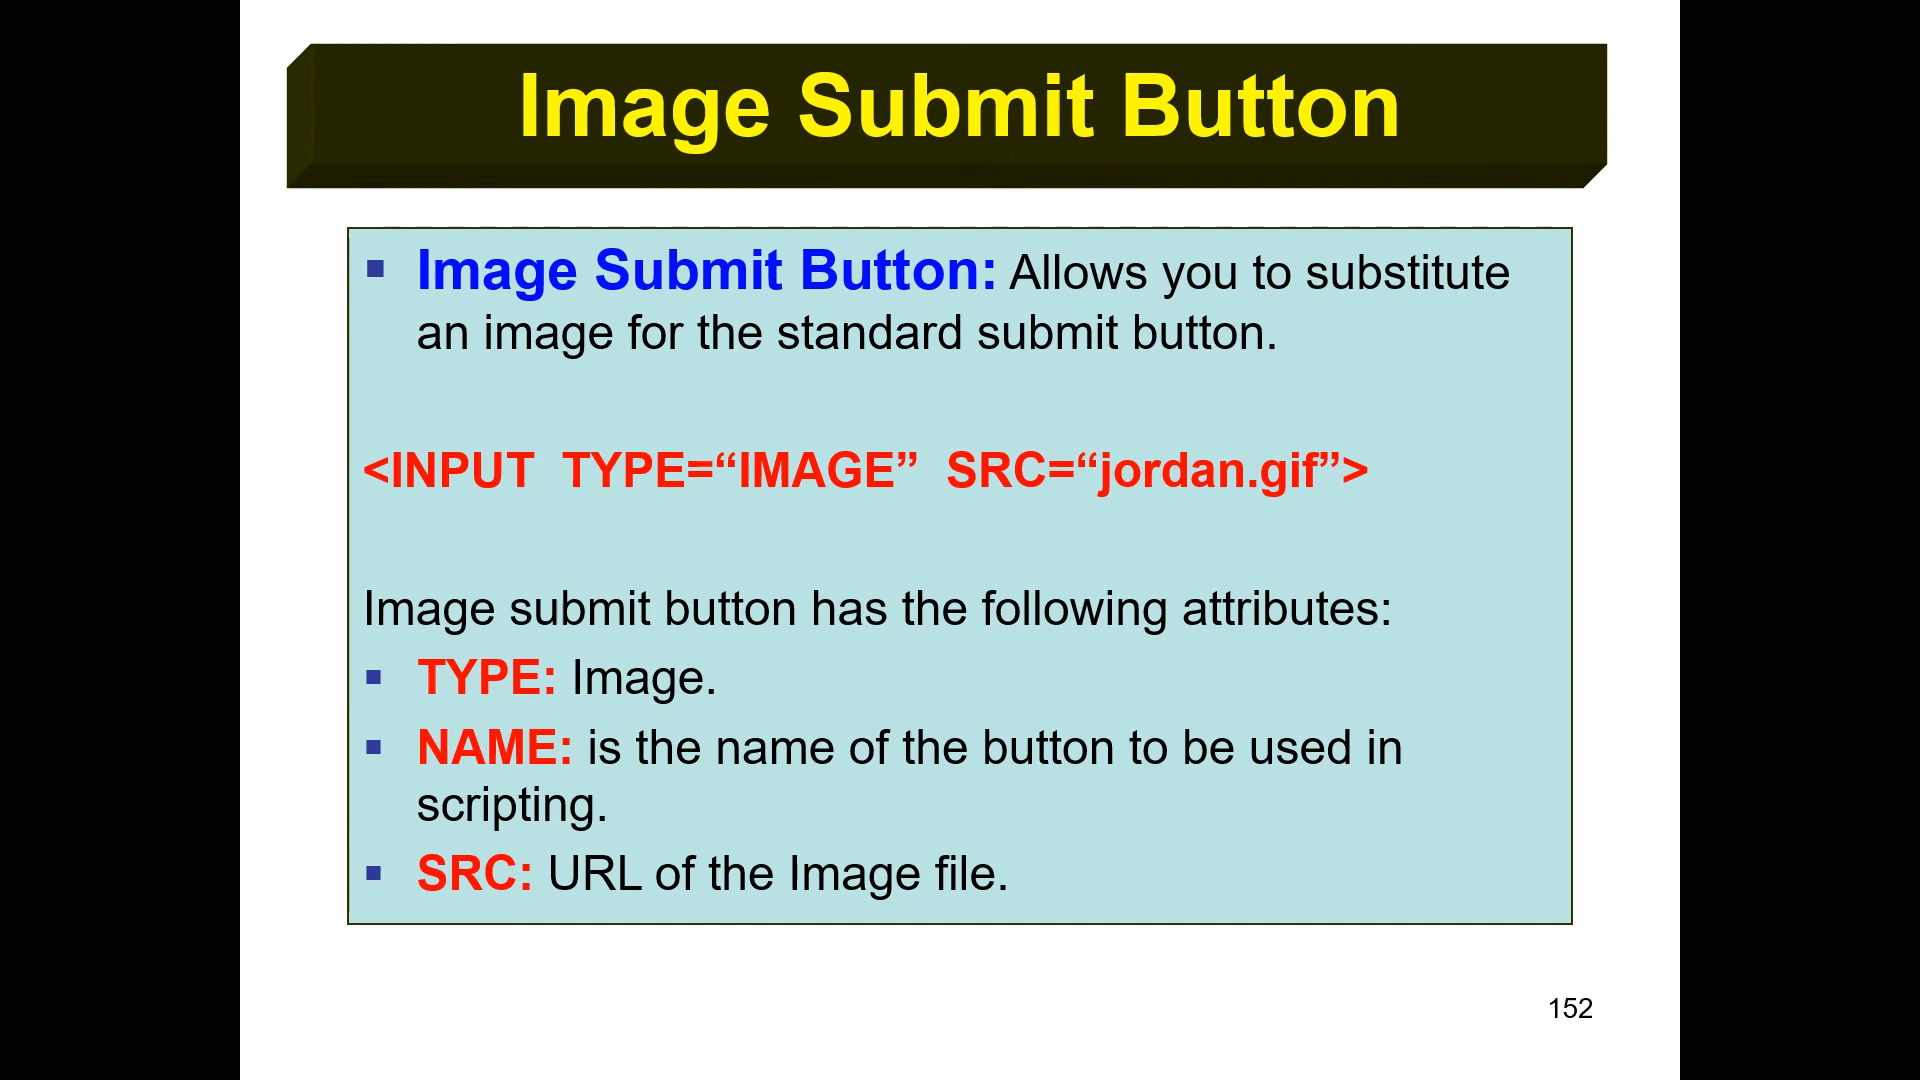 Image Submit Button
▪ Image Submit Button: Allows you to substitute
an image for the standard submit button.
<INPUT  TYPE=“IMAGE”  SRC=“jordan.gif”>
Image submit button has the following attributes:
▪ TYPE: Image.
▪ NAME: is the name of the button to be used in
scripting.
▪ SRC: URL of the Image file.
152